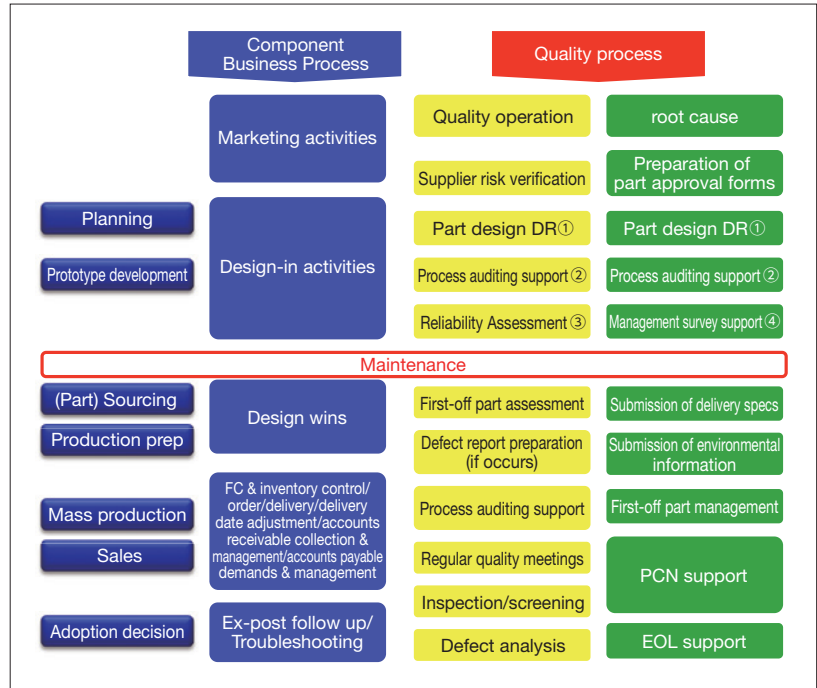 Component
Business Process
Quality process
Marketing activities
Quality operation
root cause
Supplier risk verification
Preparation of
part approval forms
Planning
Design-in activities
Part design DR①
Part design DR①
Prototype development
Process auditing support②
Process auditing support②
Reliability Assessment③
Management survey support④
Maintenance
(Part) Sourcing
Design wins
First-off part assessment
Submission of delivery specs
Production prep
Defect report preparation
(if occurs)
Submission of environmental
information
Mass production
FC & inventory control/
order/delivery/delivery
date adjustment/accounts
receivable collection &
management/accounts payable
demands & management
Process auditing support
First-off part management
Sales
Regular quality meetings
PCN support
Inspection/screening
Adoption decision
Ex-post follow up/
Troubleshooting
Defect analysis
EOL support